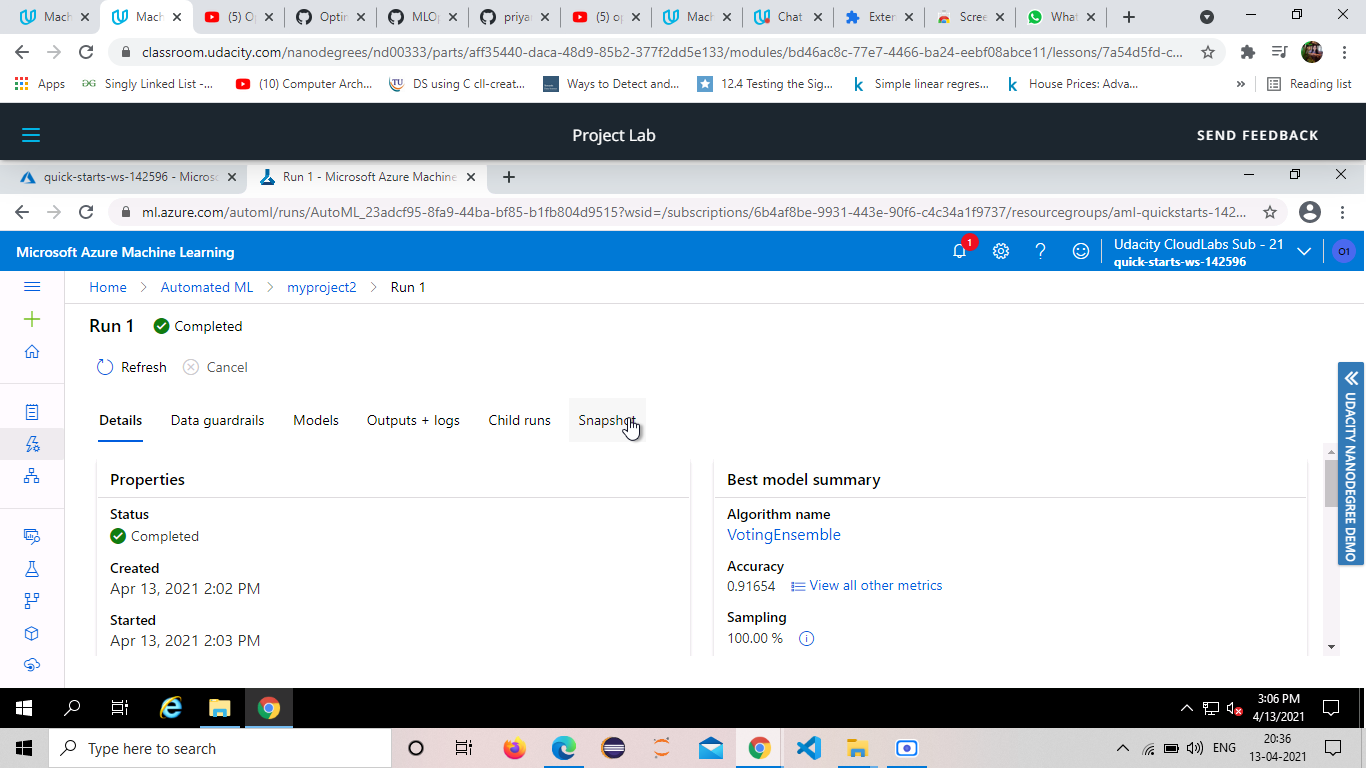 Mach
Mach
(5) O
Optin
MLOp
priya
(5) o
Mach
Chat
Exter
Scree
What
classroom.udacity.com/nanodegrees/nd00333/parts/aff35440-daca-48d9-85b2-377f2dd5e133/modules/bd46ac8c-77e7-4466-ba24-eebf08abce11/lessons/7a54d5fd-c...
Apps
Singly Linked List -...
(10) Computer Arch...
DS using C cll-creat...
Ways to Detect and...
12.4 Testing the Sig...
Simple linear regres...
House Prices: Adva...
»
Reading list
Project Lab
SEND FEEDBACK
quick-starts-ws-142596 - Micros
Run 1 - Microsoft Azure Machine
ml.azure.com/automl/runs/AutoML_23adcf95-8fa9-44ba-bf85-b1fb804d9515?wsid=/subscriptions/6b4af8be-9931-443e-90f6-c4c34a1f9737/resourcegroups/aml-quickstarts-142...
Microsoft Azure Machine Learning
1
Udacity CloudLabs Sub - 21
quick-starts-ws-142596
O1
Home > Automated ML > myproject2 > Run 1
Run 1
Completed
Refresh
Cancel
Details
Data guardrails
Models
Outputs + logs
Child runs
Snapshot
UDACITY NANODEGREE DEMO
Properties
Status
Completed
Created
Apr 13, 2021 2:02 PM
Started
Apr 13, 2021 2:03 PM
Best model summary
Algorithm name
VotingEnsemble
Accuracy
0.91654
View all other metrics
Sampling
100.00 %
3:06 PM
4/13/2021
Type here to search
ENG
20:36
13-04-2021